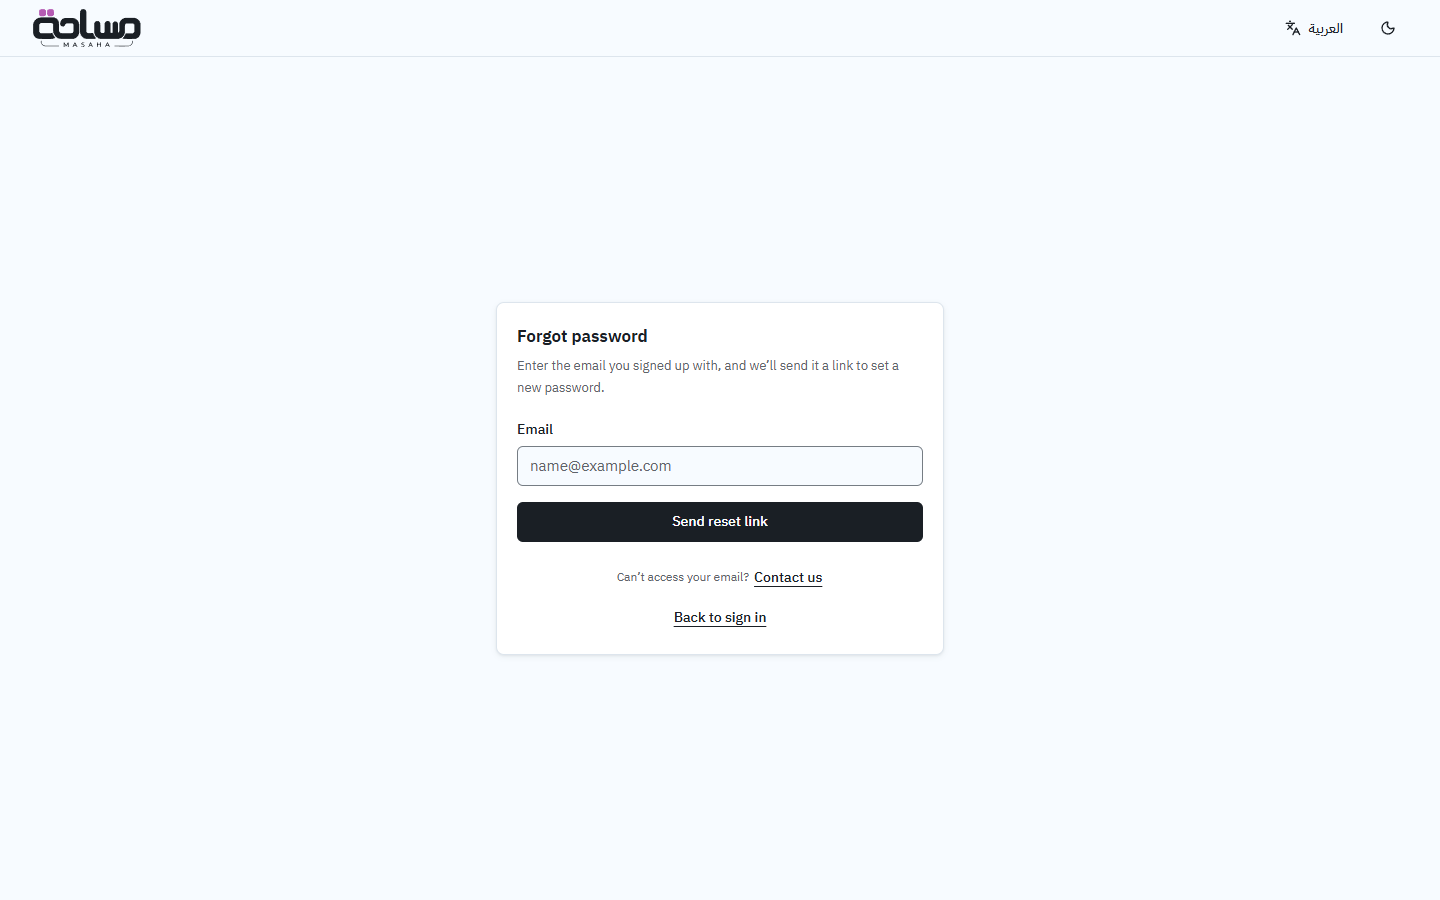 مساحة
MASAHA
العربية
Forgot password
Enter the email you signed up with, and we’ll send it a link to set a
new password.
Email
name@example.com
Send reset link
Can’t access your email? Contact us
Back to sign in